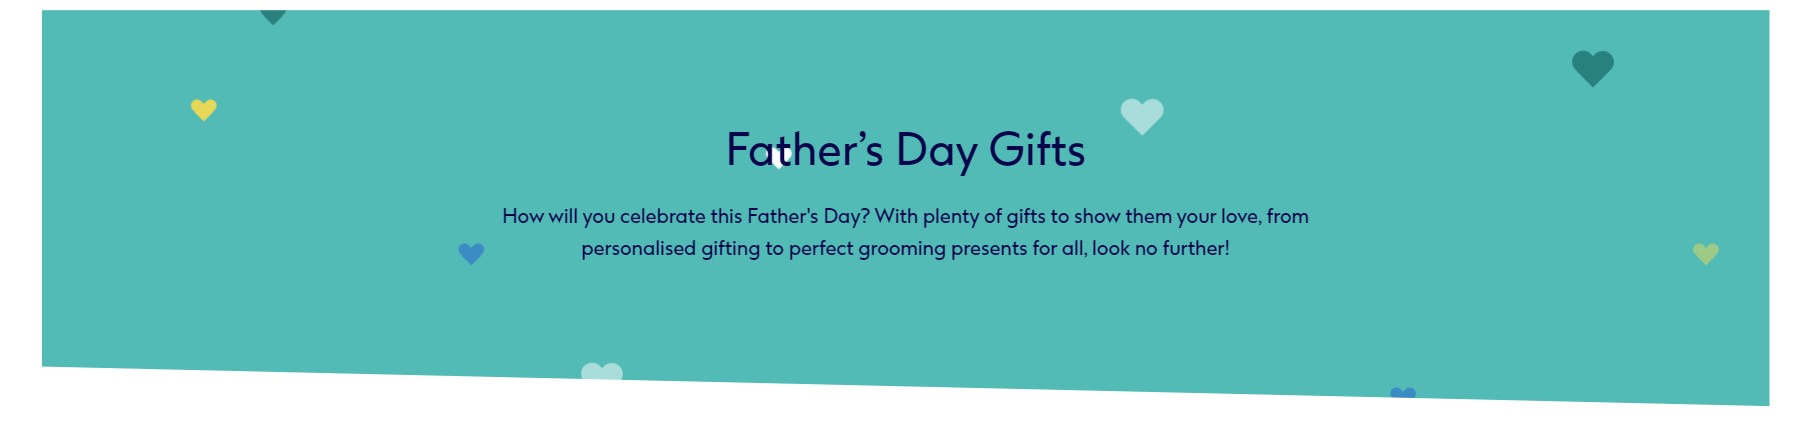 Father’s Day Gifts
How will you celebrate this Father's Day? With plenty of gifts to show them your love, from
personalised gifting to perfect grooming presents for all, look no further!